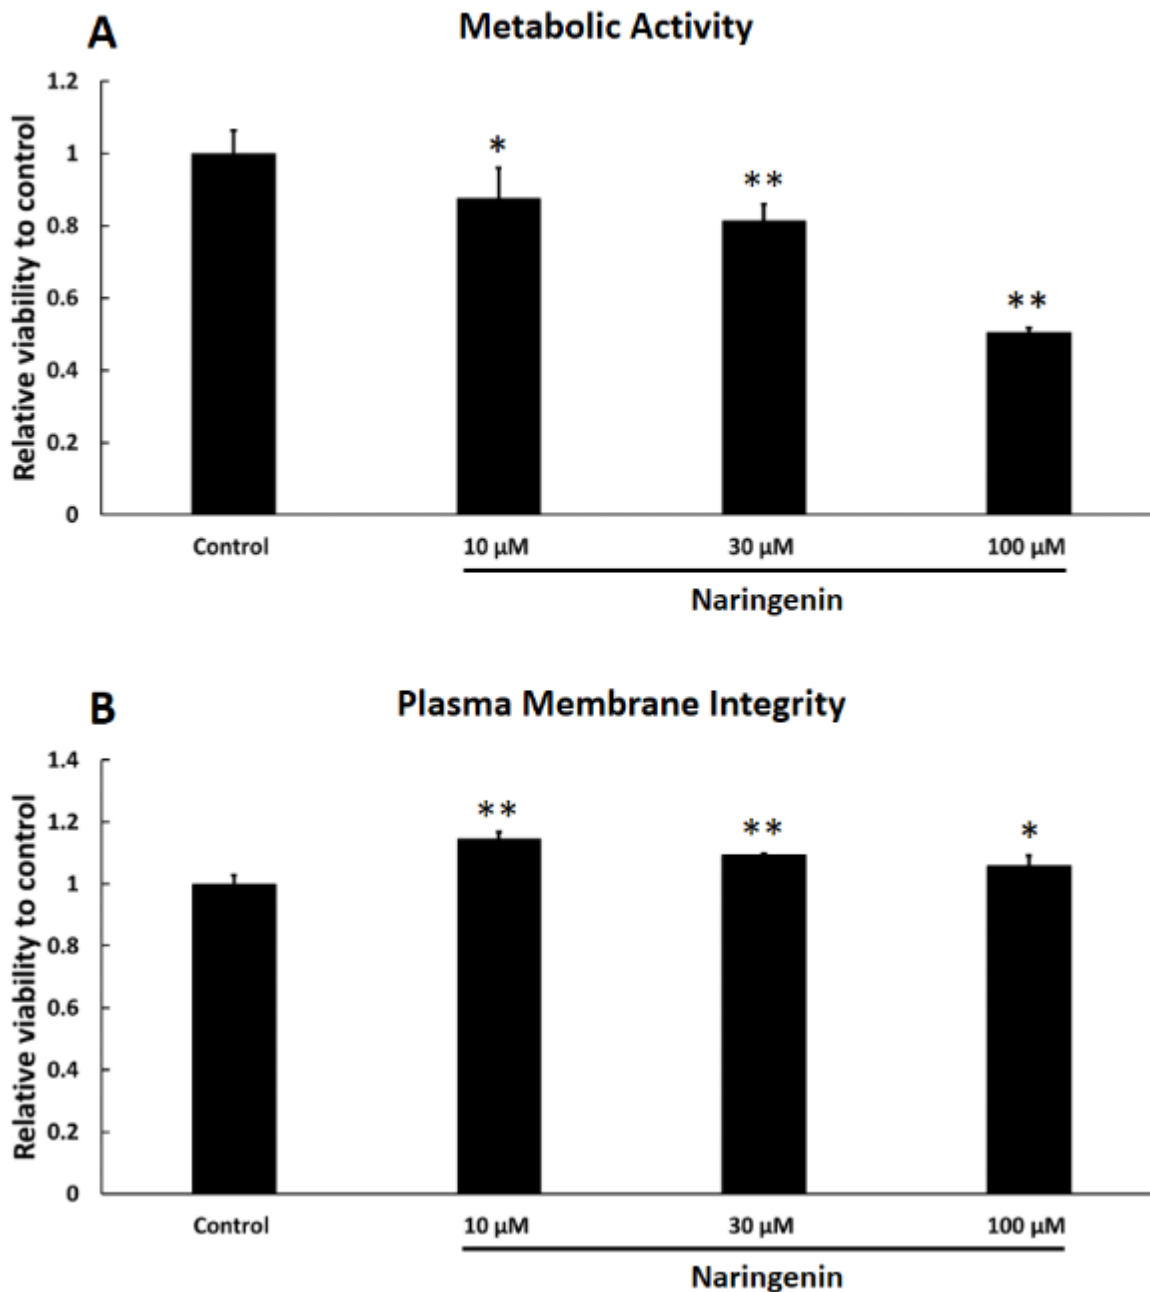 A
Metabolic Activity
Relative viability to control
1.2
1
0.8
0.6
0.4
0.2
0
*
**
**
Control
10 µM
30 µM
100 µM
Naringenin
B
Plasma Membrane Integrity
Relative viability to control
1.4
1.2
1
0.8
0.6
0.4
0.2
0
**
**
*
Control
10 µM
30 µM
100 µM
Naringenin